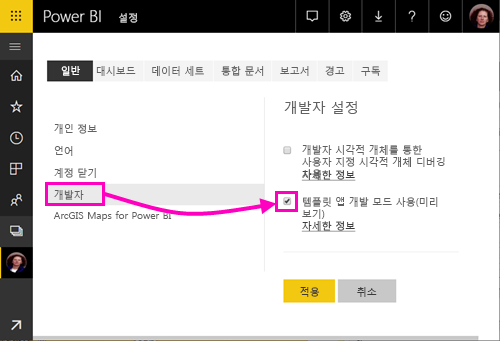 Power BI 설정
일반 대시보드 데이터 세트 통합 문서 보고서 경고 구독
개인 정보
언어
계정 닫기
개발자
ArcGIS Maps for Power BI
개발자 설정
개발자 시각적 개체를 통한
사용자 지정 시각적 개체 디버깅
자세한 정보
템플릿 앱 개발 모드 사용(미리
보기)
자세한 정보
적용 취소